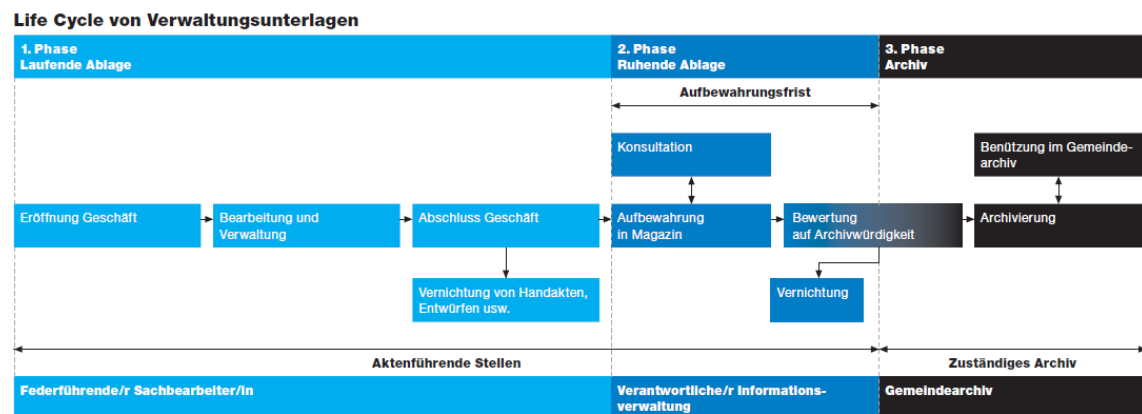 Life Cycle von Verwaltungsunterlagen
1. Phase
Laufende Ablage
2. Phase
Ruhende Ablage
3. Phase
Archiv
Aufbewahrungsfrist
Konsultation
Benützung im Gemeinde-
archiv
Eröffnung Geschäft
Bearbeitung und
Verwaltung
Abschluss Geschäft
Aufbewahrung
in Magazin
Bewertung
auf Archivwürdigkeit
Archivierung
Vernichtung von Handakten,
Entwürfen usw.
Vernichtung
Aktenführende Stellen
Zuständiges Archiv
Federführende/r Sachbearbeiter/in
Verantwortliche/r Informations-
verwaltung
Gemeindearchiv